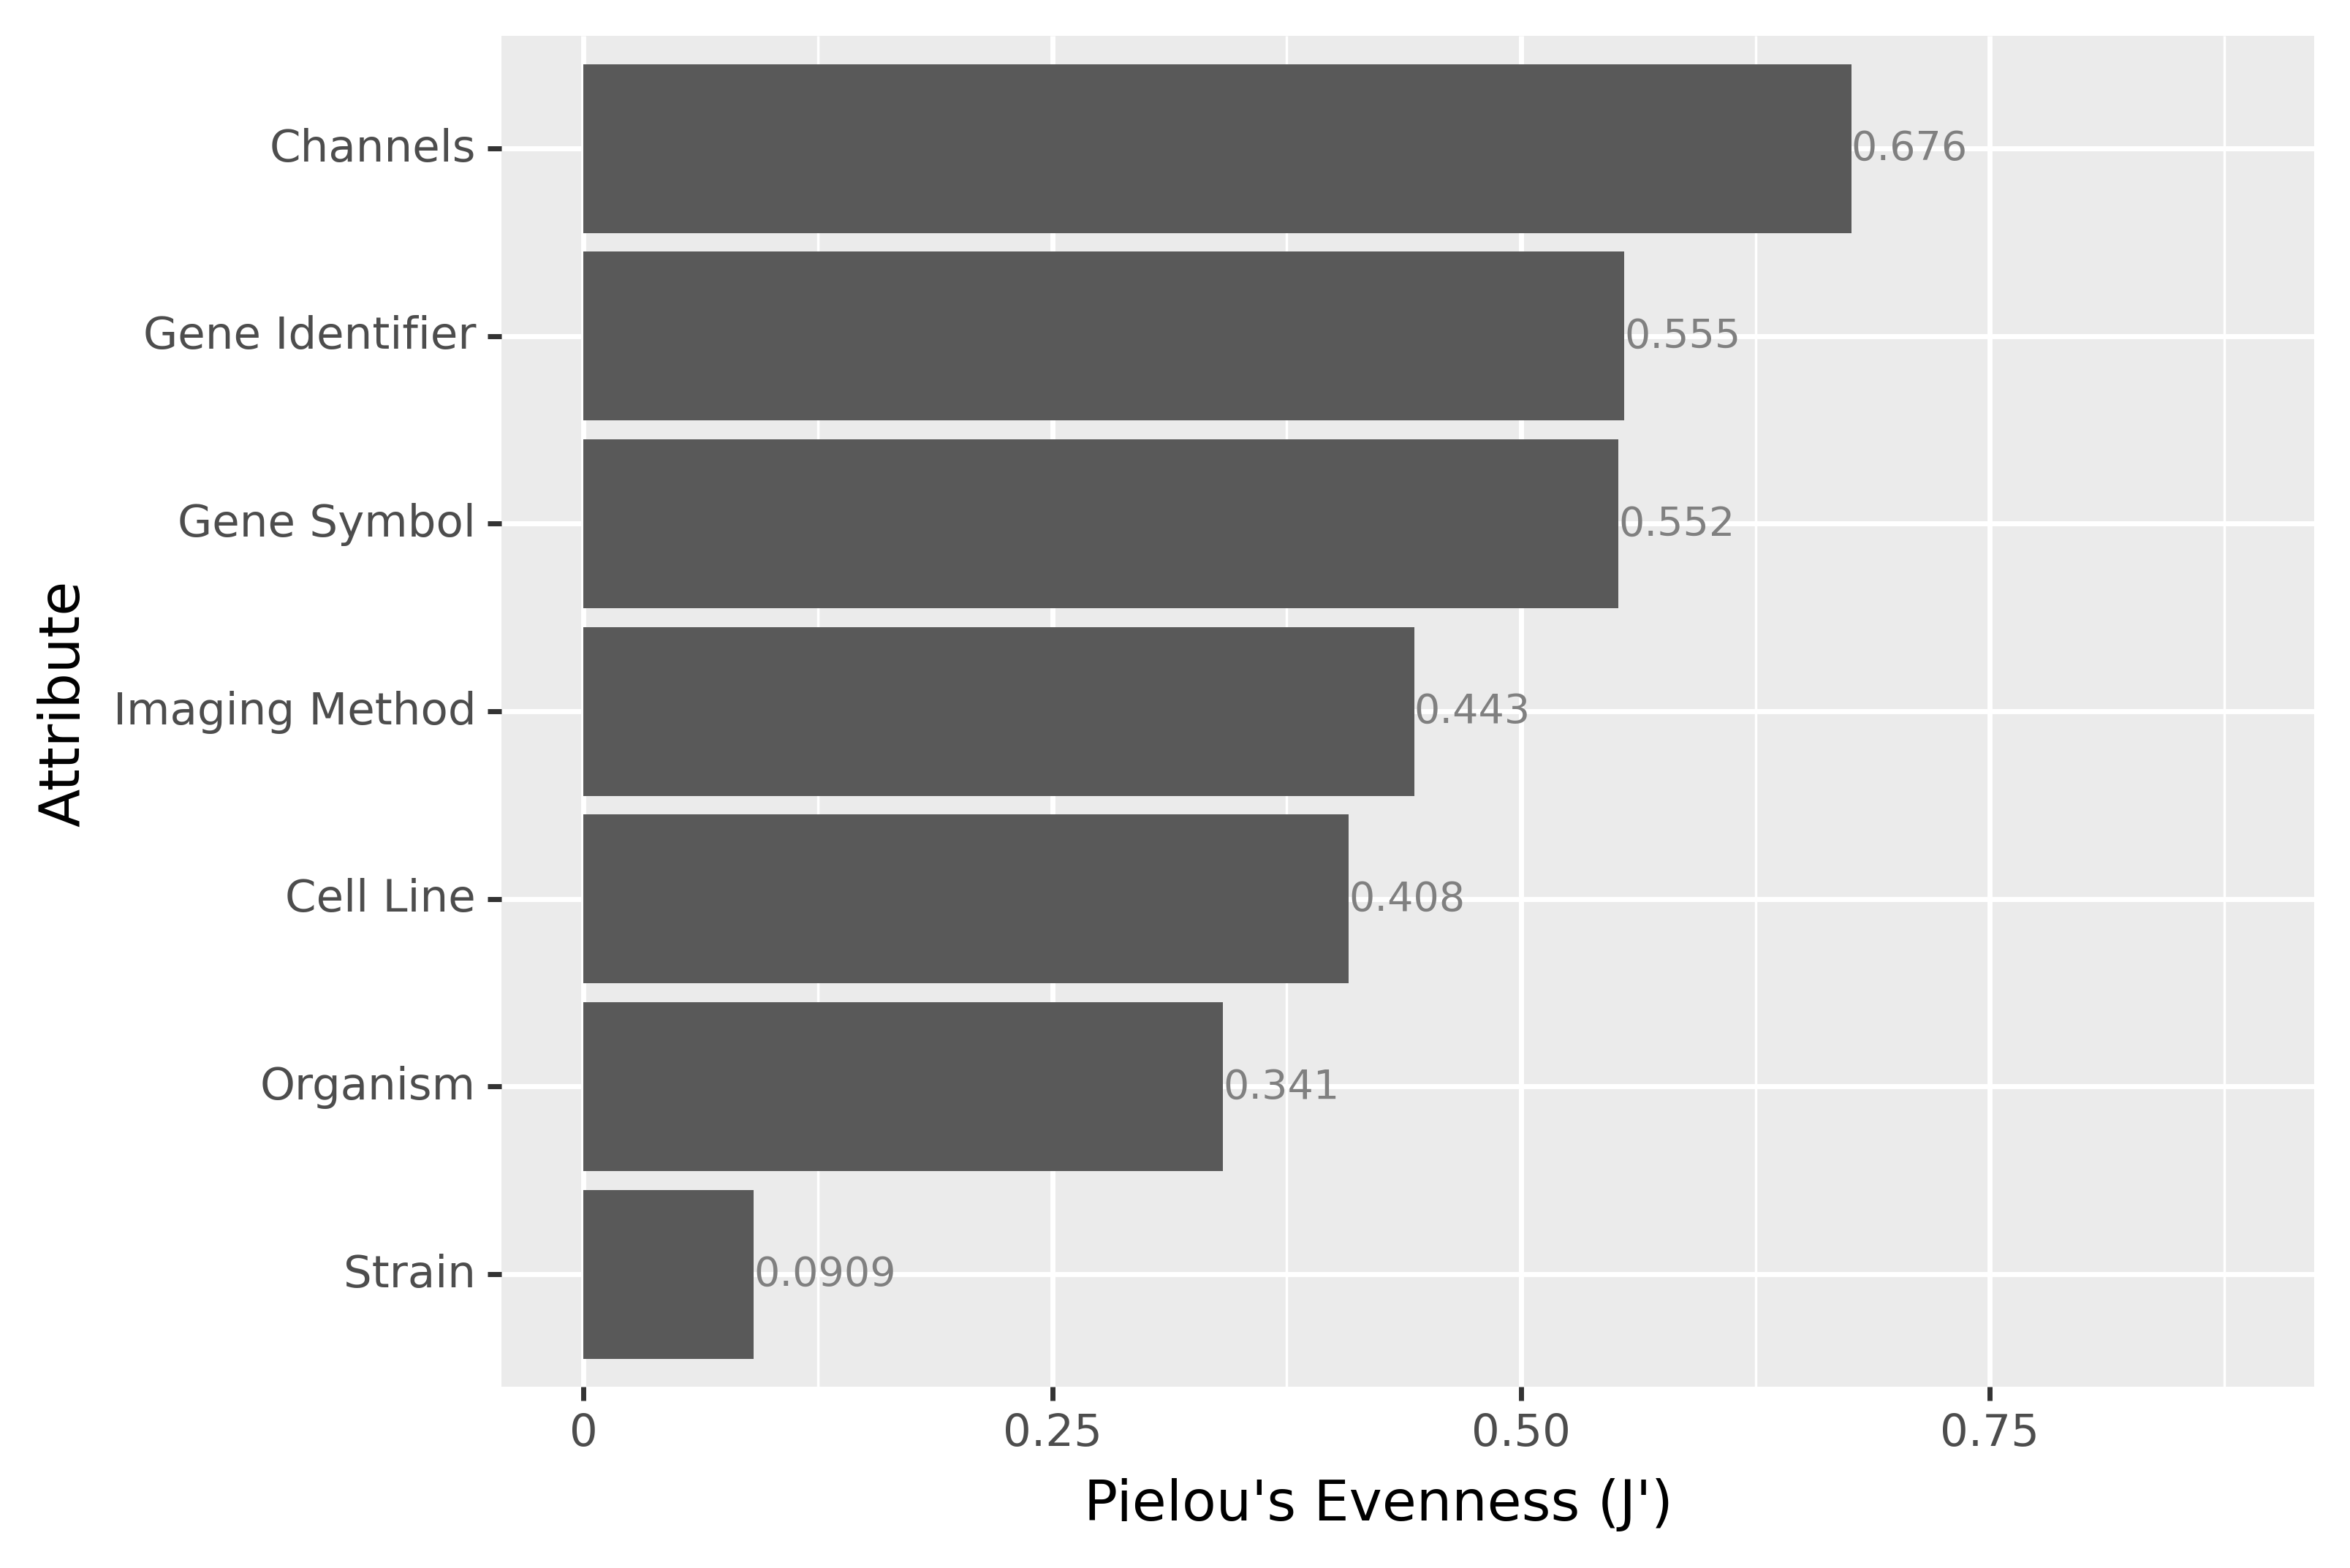 Attribute
Channels
0.676
Gene Identifier
0.555
Gene Symbol
0.552
Imaging Method
0.443
Cell Line
0.408
Organism
0.341
Strain
0.0909
0
0.25
0.50
0.75
Pielou's Evenness (J')